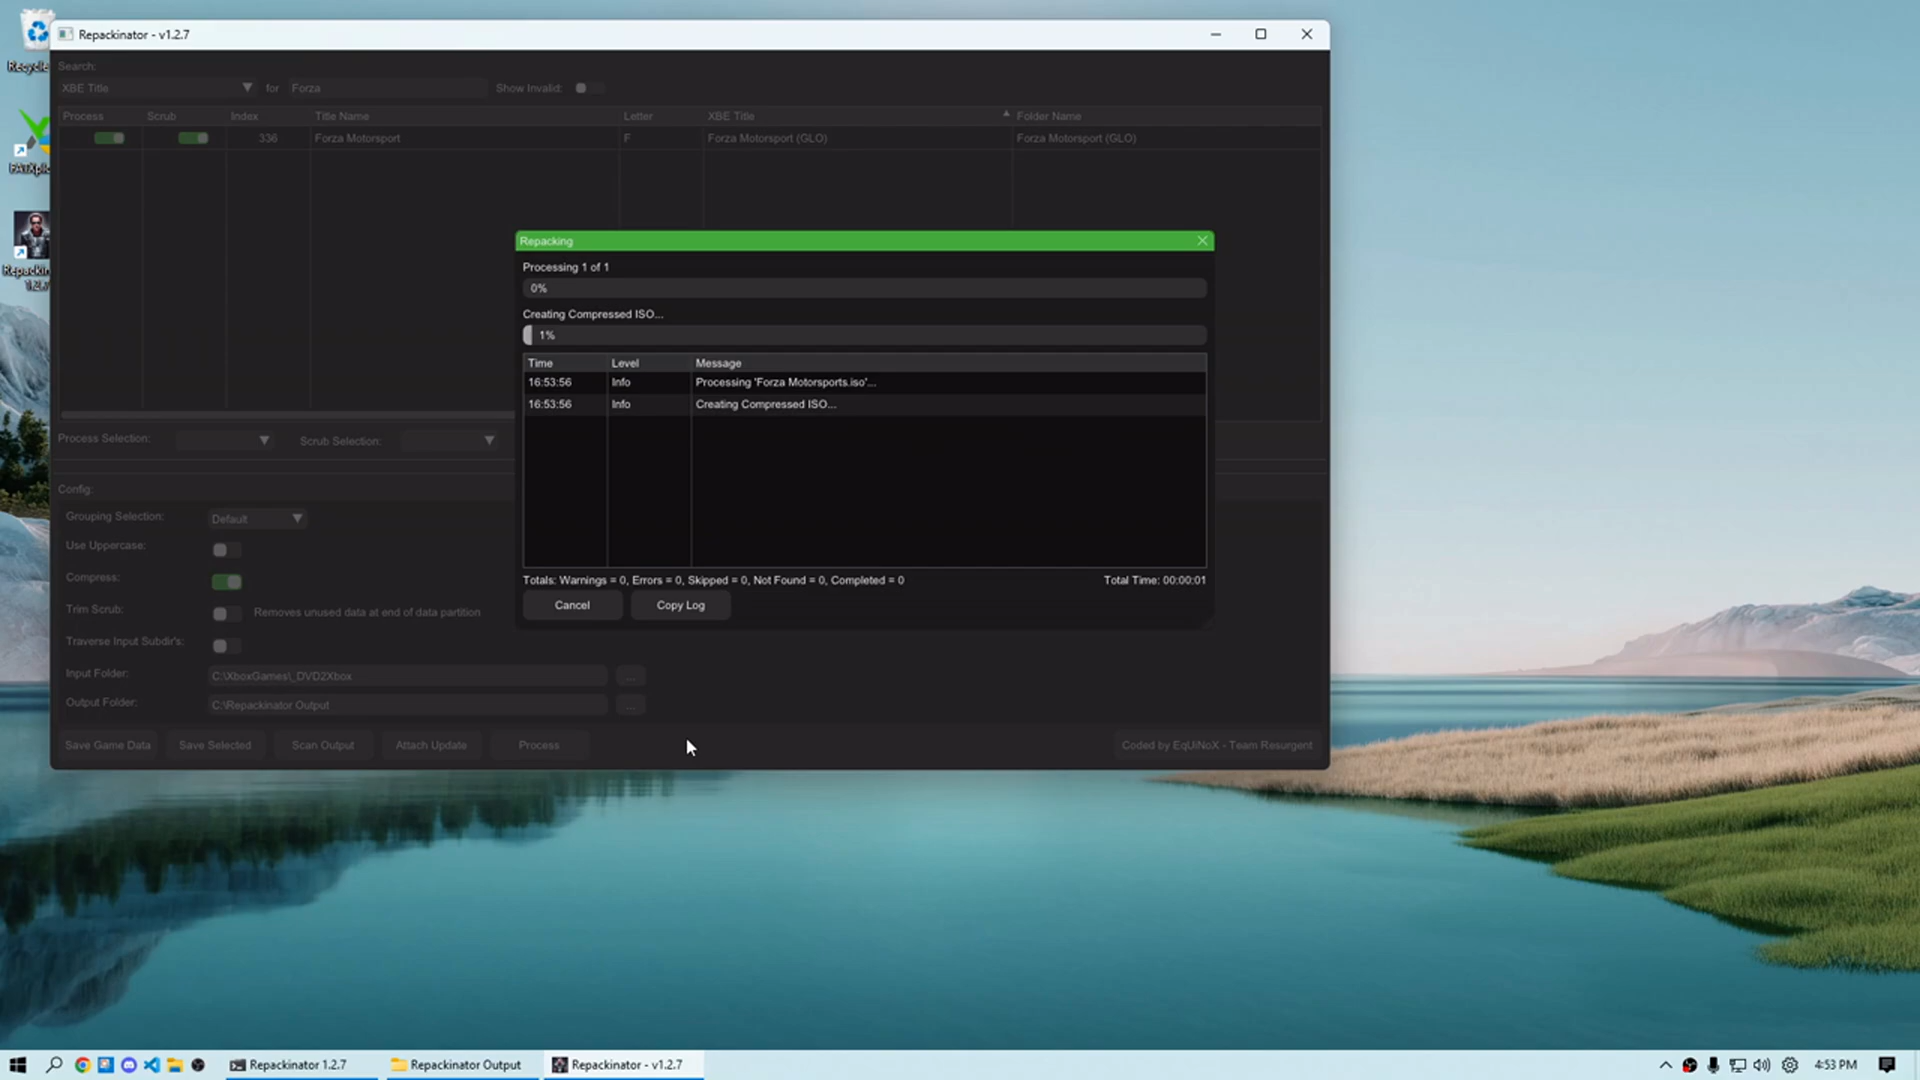 Repackinator - v1.2.7
Search:
XBE Title for Forza Show Invalid:
Process Scrub Index Title Name Letter XBE Title Folder Name
336 Forza Motorsport F Forza Motorsport (GLO) Forza Motorsport (GLO)
Repacking
Processing 1 of 1
0%
Creating Compressed ISO...
1%
Time Level Message
16:53:56 Info Processing 'Forza Motorsports.iso'...
16:53:56 Info Creating Compressed ISO...
Totals: Warnings = 0, Errors = 0, Skipped = 0, Not Found = 0, Completed = 0 Total Time: 00:00:01
Cancel Copy Log
Process Selection: Scrub Selection:
Config:
Grouping Selection: Default
Use Uppercase:
Compress:
Trim Scrub: Removes unused data at end of data partition
Traverse Input Subdir's:
Input Folder: C:\XboxGames\_DVD2Xbox ...
Output Folder: C:\Repackinator Output ...
Save Game Data Save Selected Scan Output Attach Update Process Coded by EqUiNoX - Team Resurgent
Recycle
FATXplo
Repackin
1.2.7
Repackinator 1.2.7 Repackinator Output Repackinator - v1.2.7 4:53 PM